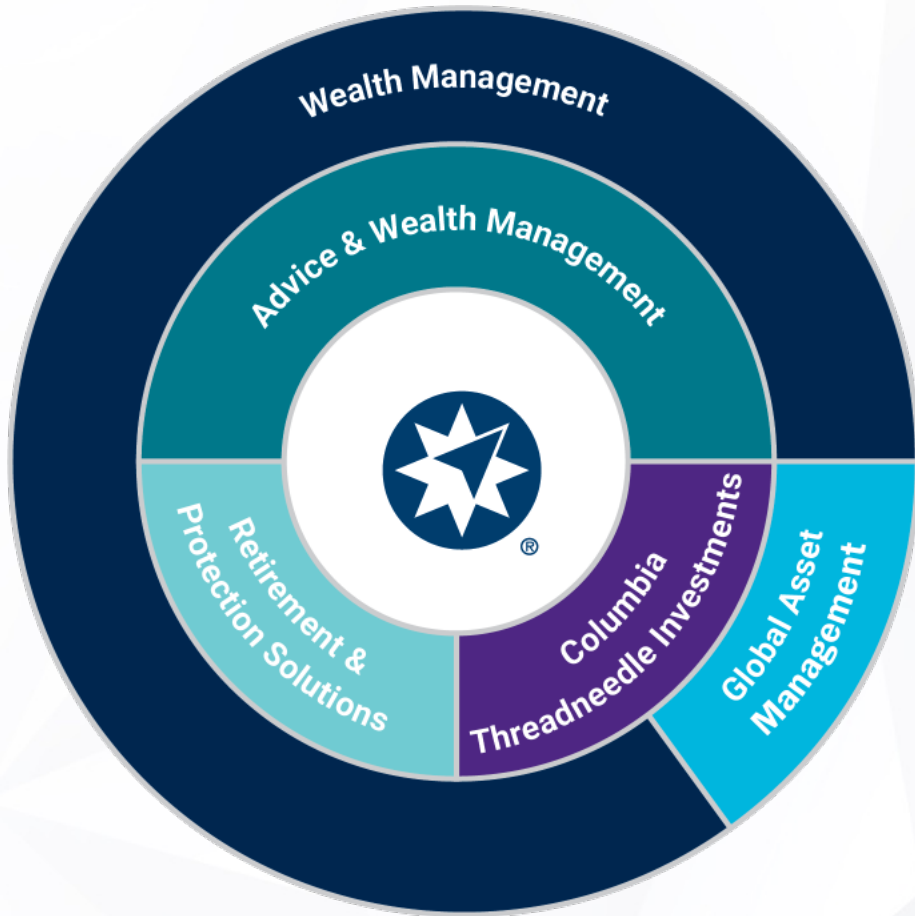 Wealth Management
Advice & Wealth Management
®
Retirement &
Protection Solutions
Columbia
Threadneedle Investments
Global Asset
Management